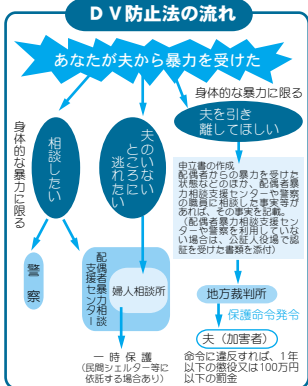 DV防止法の流れ
あなたが夫から暴力を受けた
身体的な暴力に限る
相談したい
警察
夫のいない
ところに
逃れたい
配偶者暴力相談
支援センター
婦人相談所
一時保護
(民間シェルター等に
依託する場合あり)
身体的な暴力に限る
夫を引き
離してほしい
申立書の作成
配偶者からの暴力を受けた
状態などのほか、配偶者暴
力相談支援センターや警察
の職員に相談した事実等が
あれば、その事実を記載。
(配偶者暴力相談支援セン
ターや警察を利用していな
い場合は、公証人役場で認
証を受けた書類を添付)
地方裁判所
保護命令発令
夫(加害者)
命令に違反すれば、1年
以下の懲役又は100万円
以下の罰金